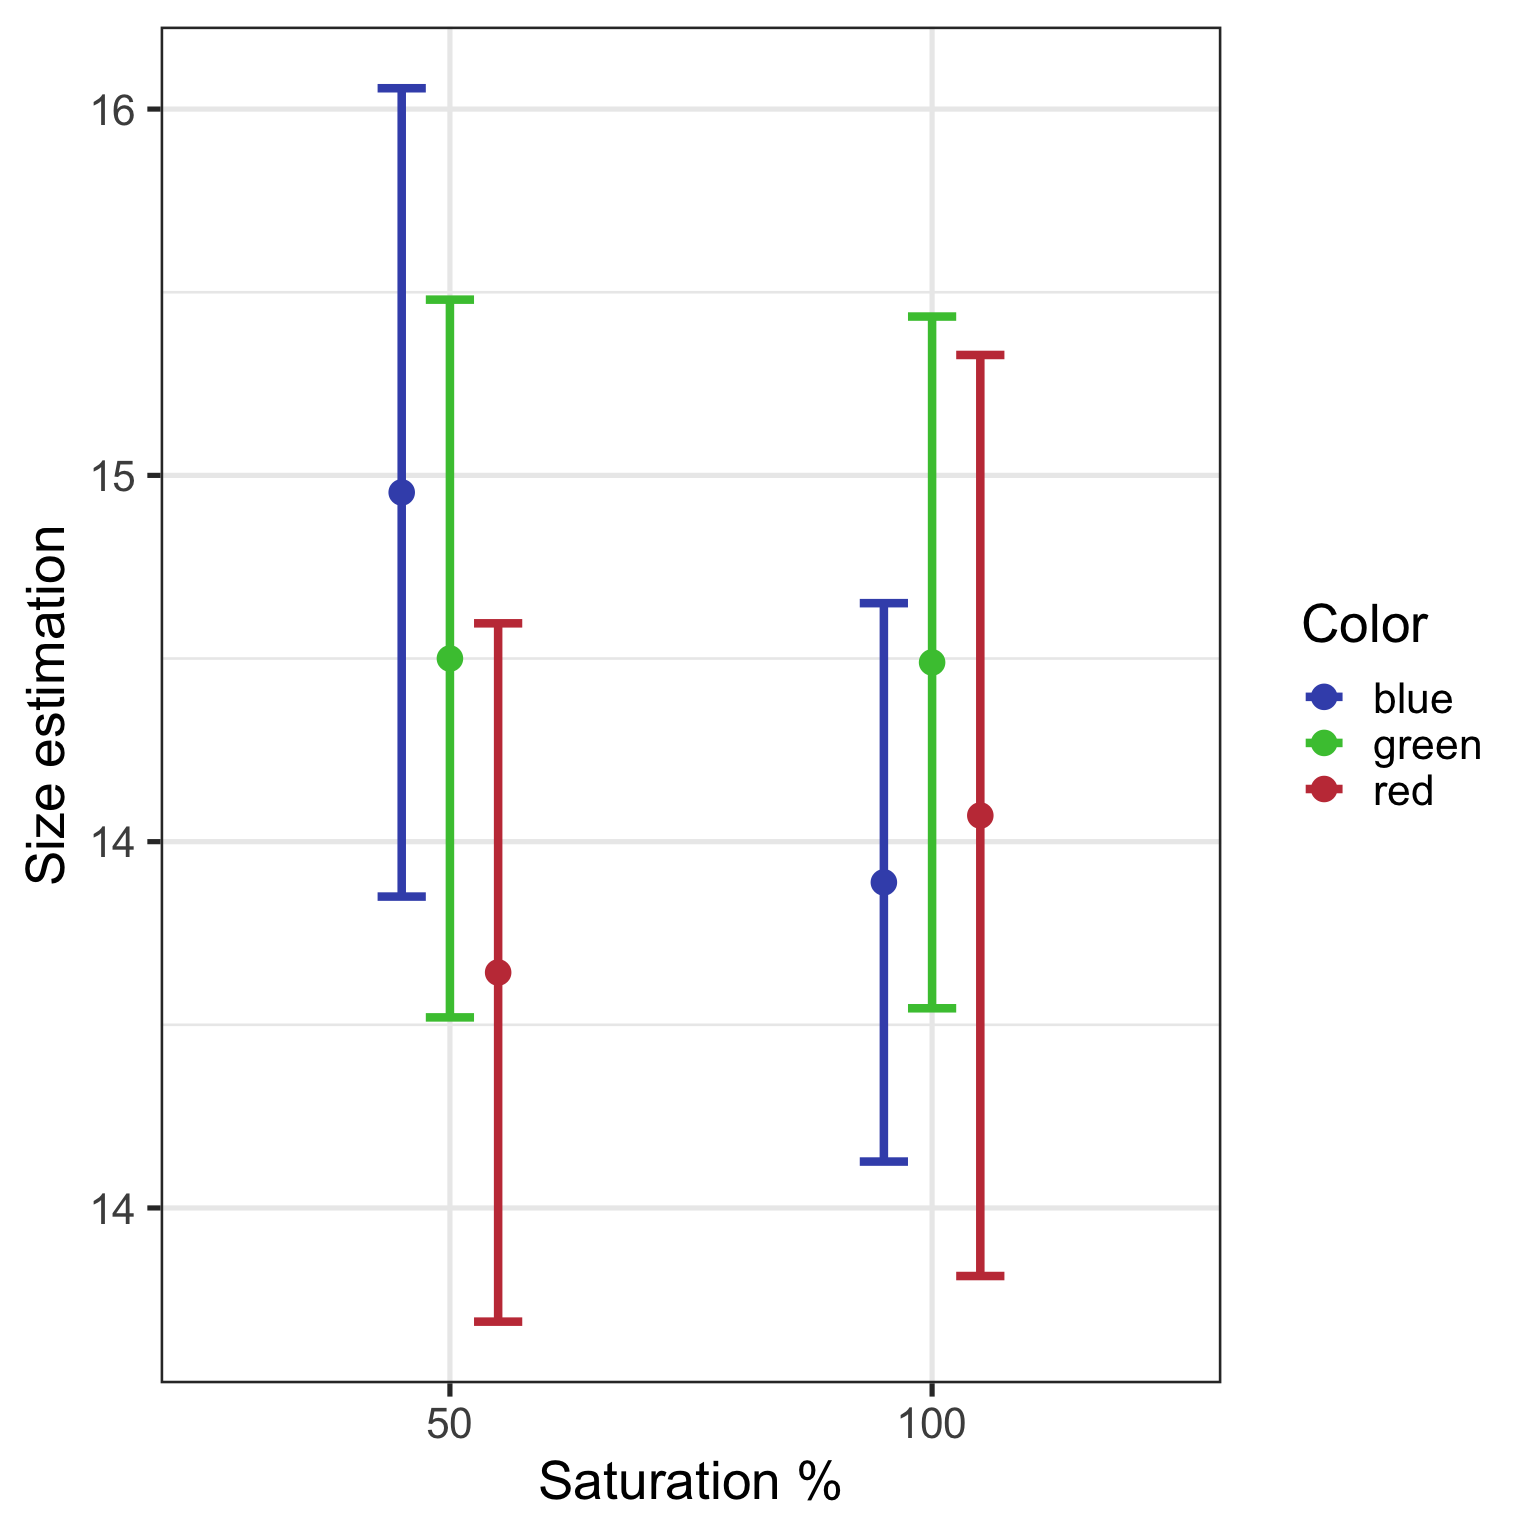 16
15
14
14
Size estimation
50
100
Saturation %
Color
blue
green
red